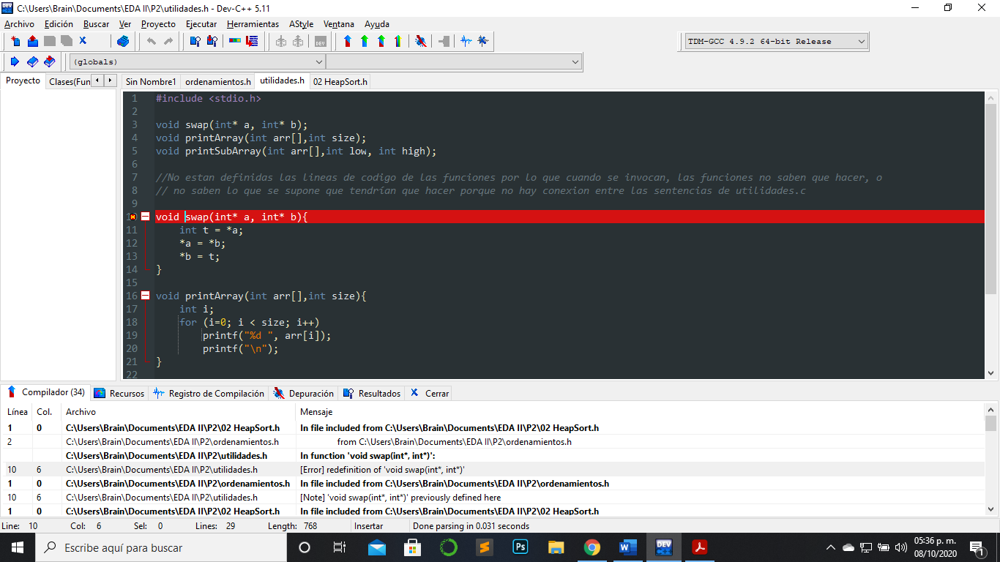 C:\Users\Brain\Documents\EDA II\P2\utilidades.h - Dev-C++ 5.11
Archivo Edición Buscar Ver Proyecto Ejecutar Herramientas AStyle Ventana Ayuda
TDM-GCC 4.9.2 64-bit Release
(globals)
Proyecto Clases(Fun Sin Nombre1 ordenamientos.h utilidades.h 02 HeapSort.h
1 #include <stdio.h>
2
3 void swap(int* a, int* b);
4 void printArray(int arr[],int size);
5 void printSubArray(int arr[],int low, int high);
6
7 //No estan definidas las lineas de codigo de las funciones por lo que cuando se invocan, las funciones no saben que hacer, o
8 // no saben lo que se supone que tendrían que hacer porque no hay conexion entre las sentencias de utilidades.c
9
void swap(int* a, int* b){
11 int t = *a;
12 *a = *b;
13 *b = t;
14 }
15
16 void printArray(int arr[],int size){
17 int i;
18 for (i=0; i < size; i++)
19 printf("%d ", arr[i]);
20 printf("\n");
21 }
22
Compilador (34) Recursos Registro de Compilación Depuración Resultados Cerrar
Línea Col. Archivo Mensaje
1 0 C:\Users\Brain\Documents\EDA II\P2\02 HeapSort.h In file included from C:\Users\Brain\Documents\EDA II\P2\02 HeapSort.h
2 C:\Users\Brain\Documents\EDA II\P2\ordenamientos.h from C:\Users\Brain\Documents\EDA II\P2\ordenamientos.h
C:\Users\Brain\Documents\EDA II\P2\utilidades.h In function 'void swap(int*, int*)':
10 6 C:\Users\Brain\Documents\EDA II\P2\utilidades.h [Error] redefinition of 'void swap(int*, int*)'
1 0 C:\Users\Brain\Documents\EDA II\P2\ordenamientos.h In file included from C:\Users\Brain\Documents\EDA II\P2\ordenamientos.h
10 6 C:\Users\Brain\Documents\EDA II\P2\utilidades.h [Note] 'void swap(int*, int*)' previously defined here
1 0 C:\Users\Brain\Documents\EDA II\P2\02 HeapSort.h In file included from C:\Users\Brain\Documents\EDA II\P2\02 HeapSort.h
Line: 10 Col: 6 Sel: 0 Lines: 29 Length: 768 Insertar Done parsing in 0.031 seconds
Escribe aquí para buscar
Ps
W
DEV
05:36 p. m.
08/10/2020
1